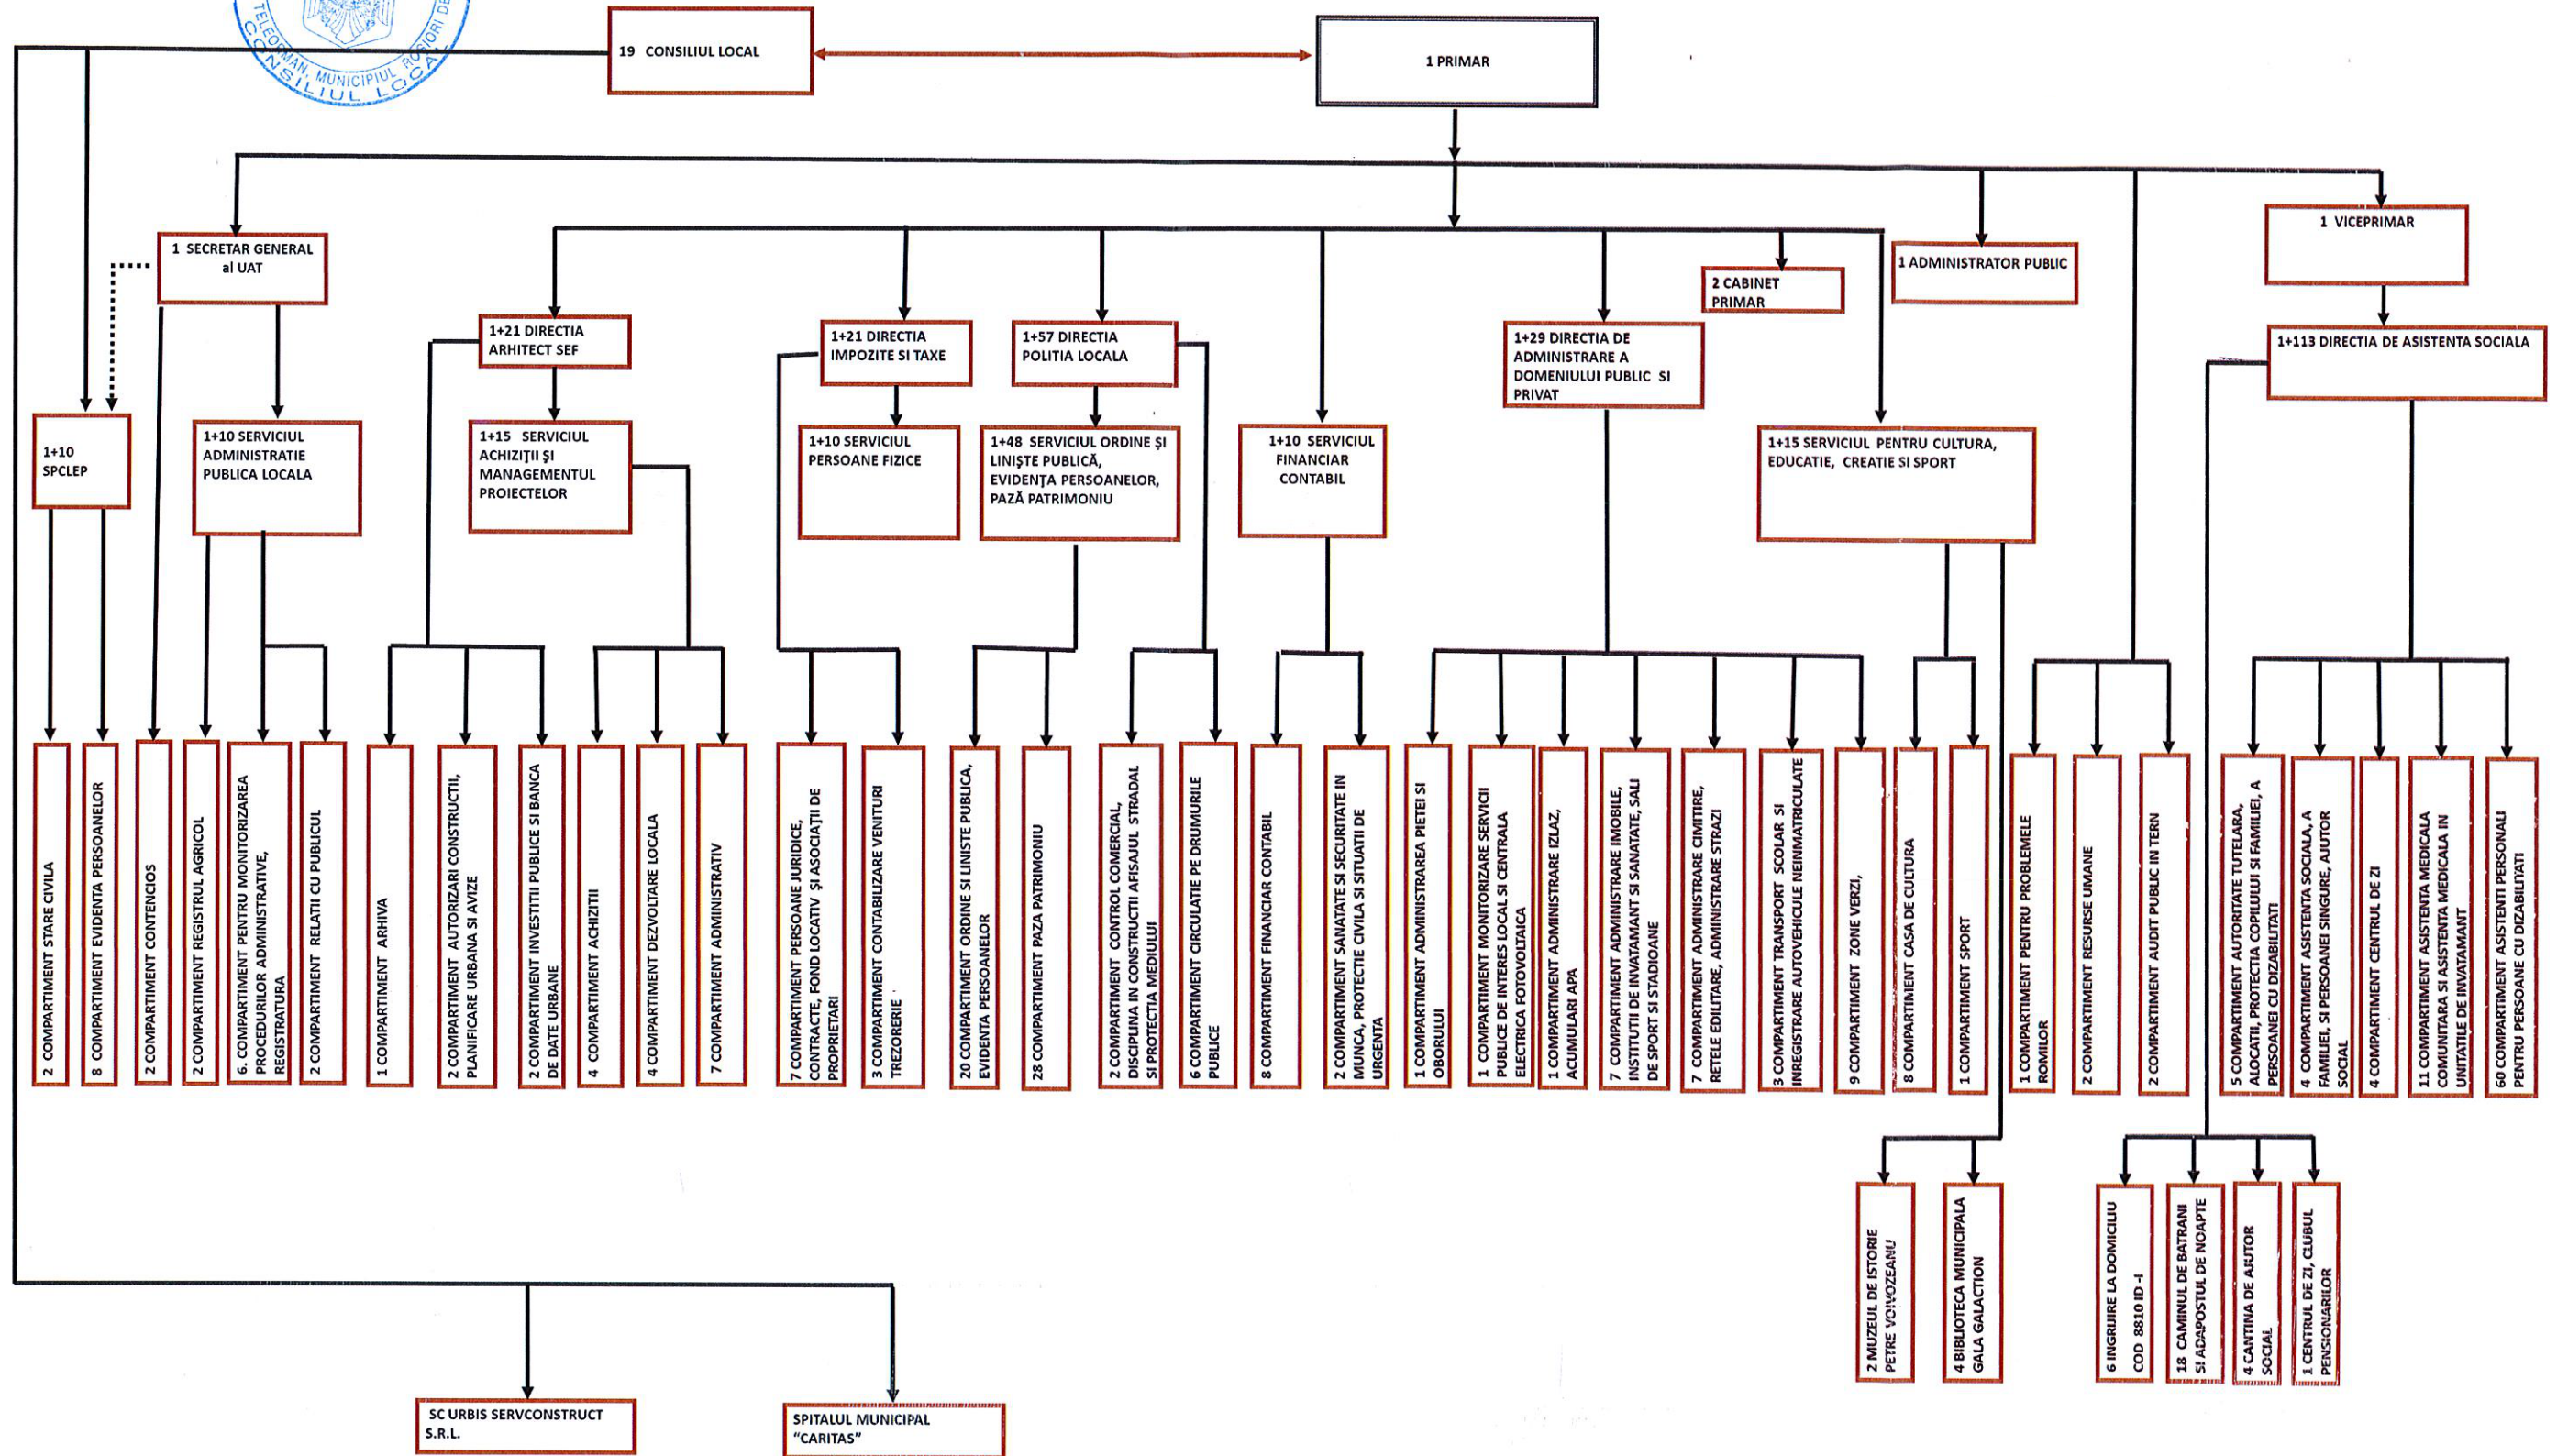 TELEORMAN, MUNICIPIUL ROSIORI DE
CONSILIUL LOCAL
19 CONSILIUL LOCAL
1 PRIMAR
1 SECRETAR GENERAL
al UAT
1 VICEPRIMAR
1 ADMINISTRATOR PUBLIC
2 CABINET
PRIMAR
1+21 DIRECTIA
ARHITECT SEF
1+21 DIRECTIA
IMPOZITE SI TAXE
1+57 DIRECTIA
POLITIA LOCALA
1+29 DIRECTIA DE
ADMINISTRARE A
DOMENIULUI PUBLIC SI
PRIVAT
1+113 DIRECTIA DE ASISTENTA SOCIALA
1+10
SPCLEP
1+10 SERVICIUL
ADMINISTRATIE
PUBLICA LOCALA
1+15 SERVICIUL
ACHIZIŢII ŞI
MANAGEMENTUL
PROIECTELOR
1+10 SERVICIUL
PERSOANE FIZICE
1+48 SERVICIUL ORDINE ŞI
LINIŞTE PUBLICĂ,
EVIDENŢA PERSOANELOR,
PAZĂ PATRIMONIU
1+10 SERVICIUL
FINANCIAR
CONTABIL
1+15 SERVICIUL PENTRU CULTURA,
EDUCATIE, CREATIE SI SPORT
2 COMPARTIMENT STARE CIVILA
8 COMPARTIMENT EVIDENTA PERSOANELOR
2 COMPARTIMENT CONTENCIOS
2 COMPARTIMENT REGISTRUL AGRICOL
6. COMPARTIMENT PENTRU MONITORIZAREA
PROCEDURILOR ADMINISTRATIVE,
REGISTRATURA
2 COMPARTIMENT RELATII CU PUBLICUL
1 COMPARTIMENT ARHIVA
2 COMPARTIMENT AUTORIZARI CONSTRUCTII,
PLANIFICARE URBANA SI AVIZE
2 COMPARTIMENT INVESTITII PUBLICE SI BANCA
DE DATE URBANE
4 COMPARTIMENT ACHIZITII
4 COMPARTIMENT DEZVOLTARE LOCALA
7 COMPARTIMENT ADMINISTRATIV
7 COMPARTIMENT PERSOANE JURIDICE,
CONTRACTE, FOND LOCATIV ŞI ASOCIAŢII DE
PROPRIETARI
3 COMPARTIMENT CONTABILIZARE VENITURI
TREZORERIE
20 COMPARTIMENT ORDINE SI LINISTE PUBLICA,
EVIDENTA PERSOANELOR
28 COMPARTIMENT PAZA PATRIMONIU
2 COMPARTIMENT CONTROL COMERCIAL,
DISCIPLINA IN CONSTRUCTII AFISAJUL STRADAL
SI PROTECTIA MEDIULUI
6 COMPARTIMENT CIRCULATIE PE DRUMURILE
PUBLICE
8 COMPARTIMENT FINANCIAR CONTABIL
2 COMPARTIMENT SANATATE SI SECURITATE IN
MUNCA, PROTECTIE CIVILA SI SITUATII DE
URGENTA
1 COMPARTIMENT ADMINISTRAREA PIETEI SI
OBORULUI
1 COMPARTIMENT MONITORIZARE SERVICII
PUBLICE DE INTERES LOCAL SI CENTRALA
ELECTRICA FOTOVOLTAICA
1 COMPARTIMENT ADMINISTRARE IZLAZ,
ACUMULARI APA
7 COMPARTIMENT ADMINISTRARE IMOBILE,
INSTITUTII DE INVATAMANT SI SANATATE, SALI
DE SPORT SI STADIOANE
7 COMPARTIMENT ADMINISTRARE CIMITIRE,
RETELE EDILITARE, ADMINISTRARE STRAZI
3 COMPARTIMENT TRANSPORT SCOLAR SI
INREGISTRARE AUTOVEHICULE NEINMATRICULATE
9 COMPARTIMENT ZONE VERZI,
8 COMPARTIMENT CASA DE CULTURA
1 COMPARTIMENT SPORT
1 COMPARTIMENT PENTRU PROBLEMELE
ROMILOR
2 COMPARTIMENT RESURSE UMANE
2 COMPARTIMENT AUDIT PUBLIC IN TERN
5 COMPARTIMENT AUTORITATE TUTELARA,
ALOCATII, PROTECTIA COPILULUI SI FAMILIEI, A
PERSOANEI CU DIZABILITATI
4 COMPARTIMENT ASISTENTA SOCIALA, A
FAMILIEI, SI PERSOANEI SINGURE, AJUTOR
SOCIAL
4 COMPARTIMENT CENTRUL DE ZI
11 COMPARTIMENT ASISTENTA MEDICALA
COMUNITARA SI ASISTENTA MEDICALA IN
UNITATILE DE INVATAMANT
60 COMPARTIMENT ASISTENTI PERSONALI
PENTRU PERSOANE CU DIZABILITATI
2 MUZEUL DE ISTORIE
PETRE VOIVOZEANU
4 BIBLIOTECA MUNICIPALA
GALA GALACTION
6 INGRIJIRE LA DOMICILIU
COD 8810 ID -I
18 CAMINUL DE BATRANI
SI ADAPOSTUL DE NOAPTE
4 CANTINA DE AJUTOR
SOCIAL
1 CENTRUL DE ZI, CLUBUL
PENSIONARILOR
SC URBIS SERVCONSTRUCT
S.R.L.
SPITALUL MUNICIPAL
“CARITAS”